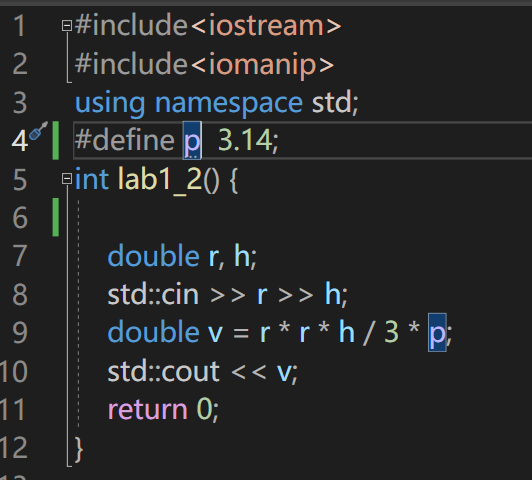 1 #include<iostream>
2 #include<iomanip>
3 using namespace std;
4 #define p 3.14;
5 int lab1_2() {
6
7 double r, h;
8 std::cin >> r >> h;
9 double v = r * r * h / 3 * p;
10 std::cout << v;
11 return 0;
12 }